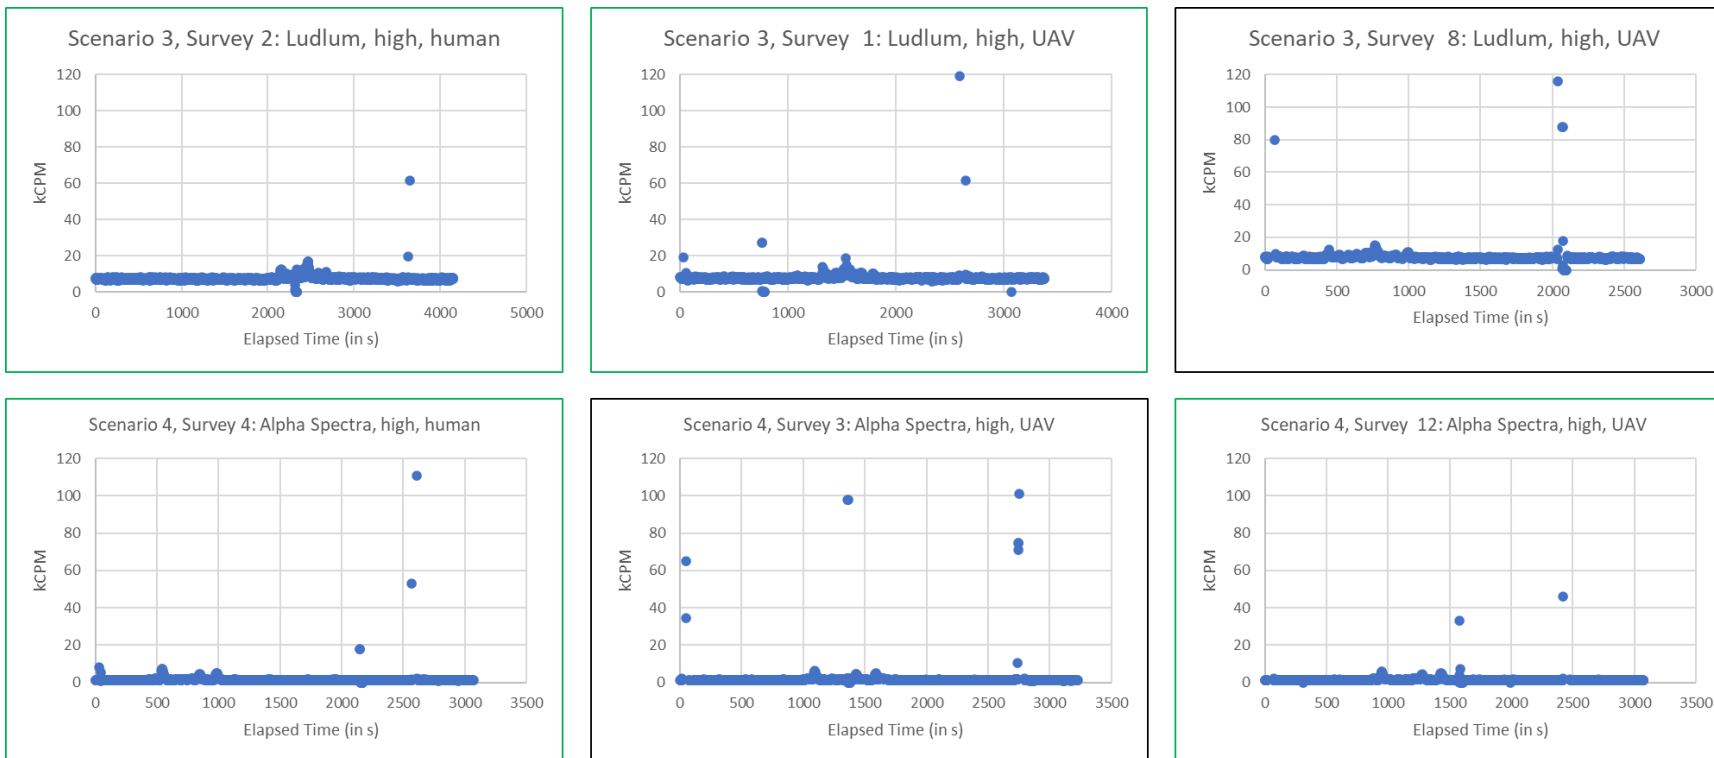 Scenario 3, Survey 2: Ludlum, high, human
120
100
80
60
40
20
0
kCPM
0 1000 2000 3000 4000 5000
Elapsed Time (in s)
Scenario 3, Survey 1: Ludlum, high, UAV
120
100
80
60
40
20
0
kCPM
0 1000 2000 3000 4000
Elapsed Time (in s)
Scenario 3, Survey 8: Ludlum, high, UAV
120
100
80
60
40
20
0
kCPM
0 500 1000 1500 2000 2500 3000
Elapsed Time (in s)
Scenario 4, Survey 4: Alpha Spectra, high, human
120
100
80
60
40
20
0
kCPM
0 500 1000 1500 2000 2500 3000 3500
Elapsed Time (in s)
Scenario 4, Survey 3: Alpha Spectra, high, UAV
120
100
80
60
40
20
0
kCPM
0 500 1000 1500 2000 2500 3000 3500
Elapsed Time (in s)
Scenario 4, Survey 12: Alpha Spectra, high, UAV
120
100
80
60
40
20
0
kCPM
0 500 1000 1500 2000 2500 3000 3500
Elapsed Time (in s)